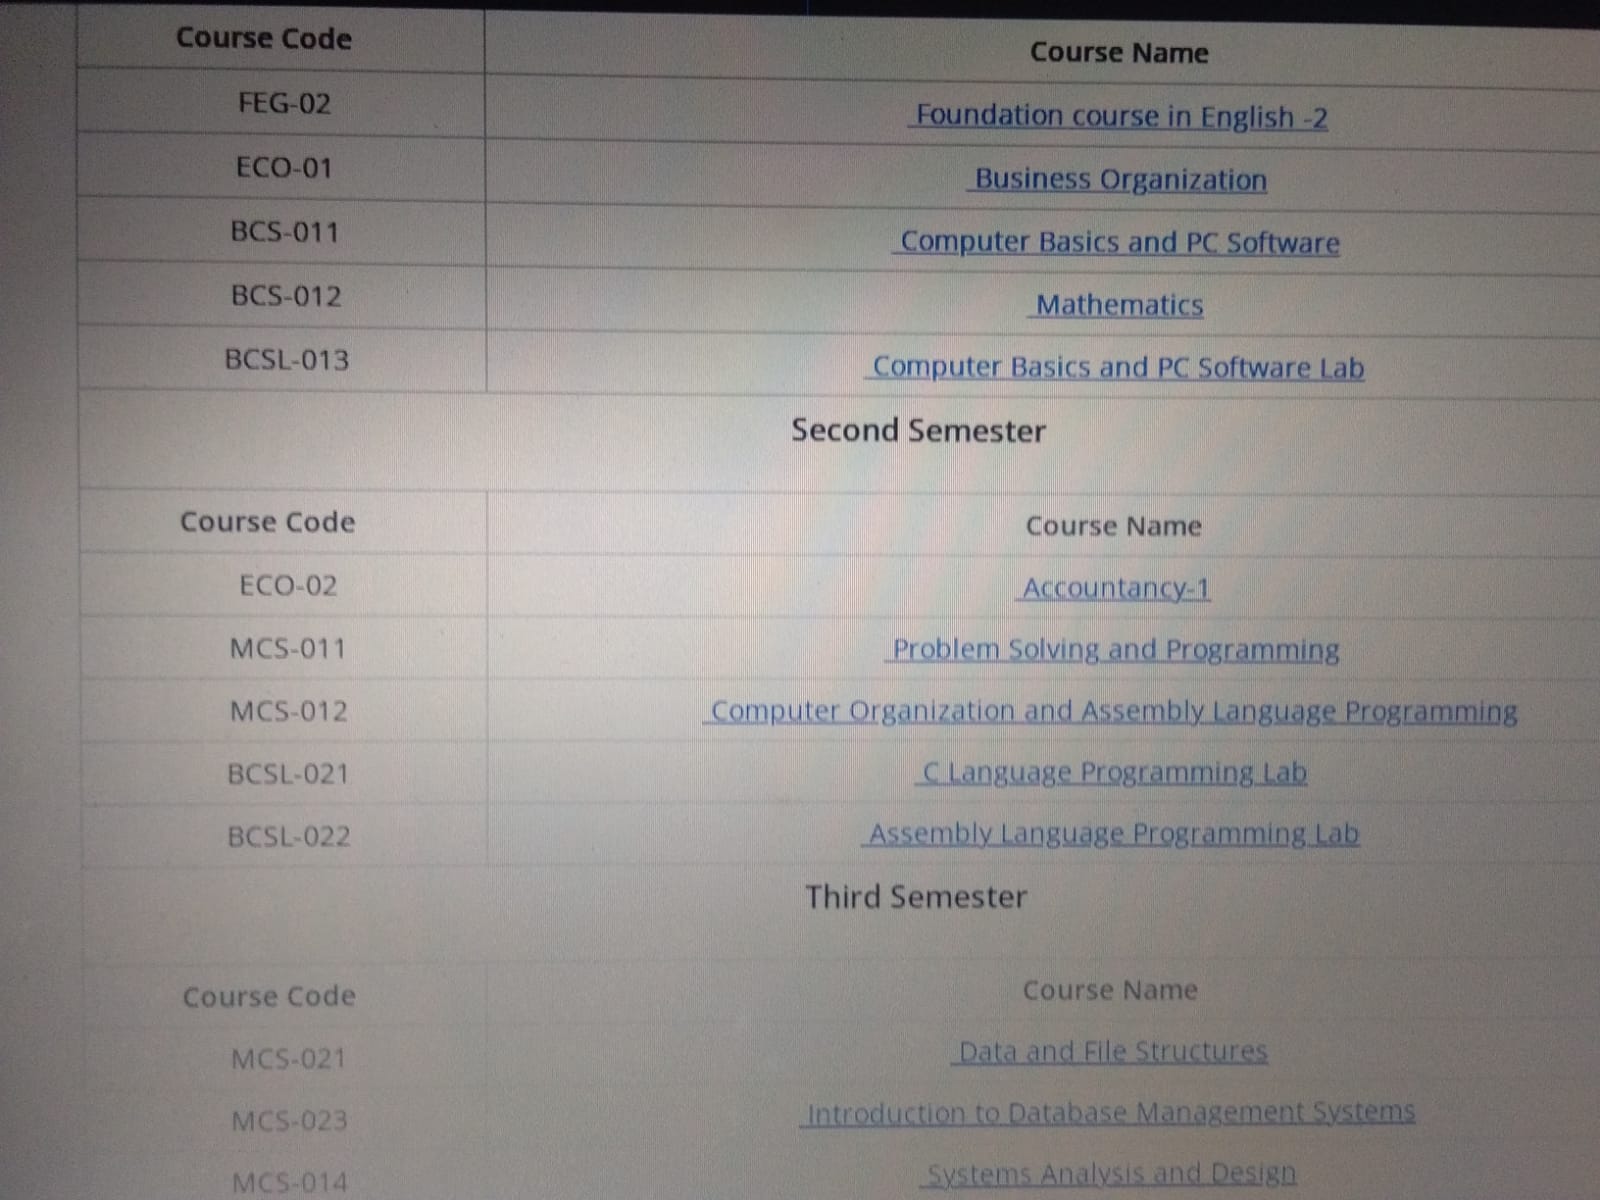 Course Code Course Name
FEG-02 Foundation course in English -2
ECO-01 Business Organization
BCS-011 Computer Basics and PC Software
BCS-012 Mathematics
BCSL-013 Computer Basics and PC Software Lab
Second Semester
Course Code Course Name
ECO-02 Accountancy-1
MCS-011 Problem Solving and Programming
MCS-012 Computer Organization and Assembly Language Programming
BCSL-021 C Language Programming Lab
BCSL-022 Assembly Language Programming Lab
Third Semester
Course Code Course Name
MCS-021 Data and File Structures
MCS-023 Introduction to Database Management Systems
MCS-014 Systems Analysis and Design